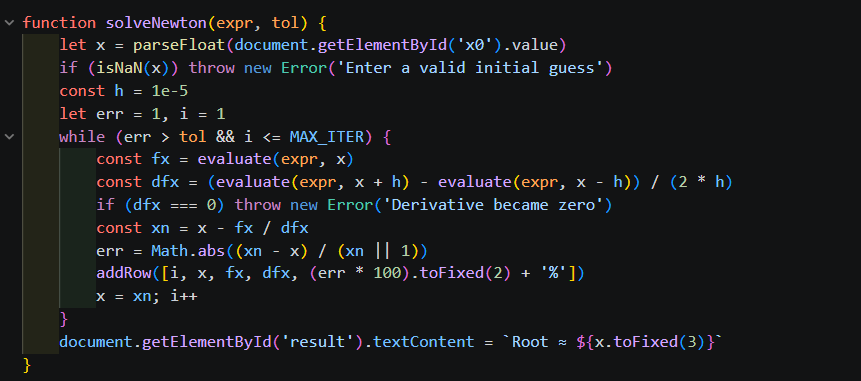 function solveNewton(expr, tol) {
let x = parseFloat(document.getElementById('x0').value)
if (isNaN(x)) throw new Error('Enter a valid initial guess')
const h = 1e-5
let err = 1, i = 1
while (err > tol && i <= MAX_ITER) {
const fx = evaluate(expr, x)
const dfx = (evaluate(expr, x + h) - evaluate(expr, x - h)) / (2 * h)
if (dfx === 0) throw new Error('Derivative became zero')
const xn = x - fx / dfx
err = Math.abs((xn - x) / (xn || 1))
addRow([i, x, fx, dfx, (err * 100).toFixed(2) + '%'])
x = xn; i++
}
document.getElementById('result').textContent = `Root ≈ ${x.toFixed(3)}`
}